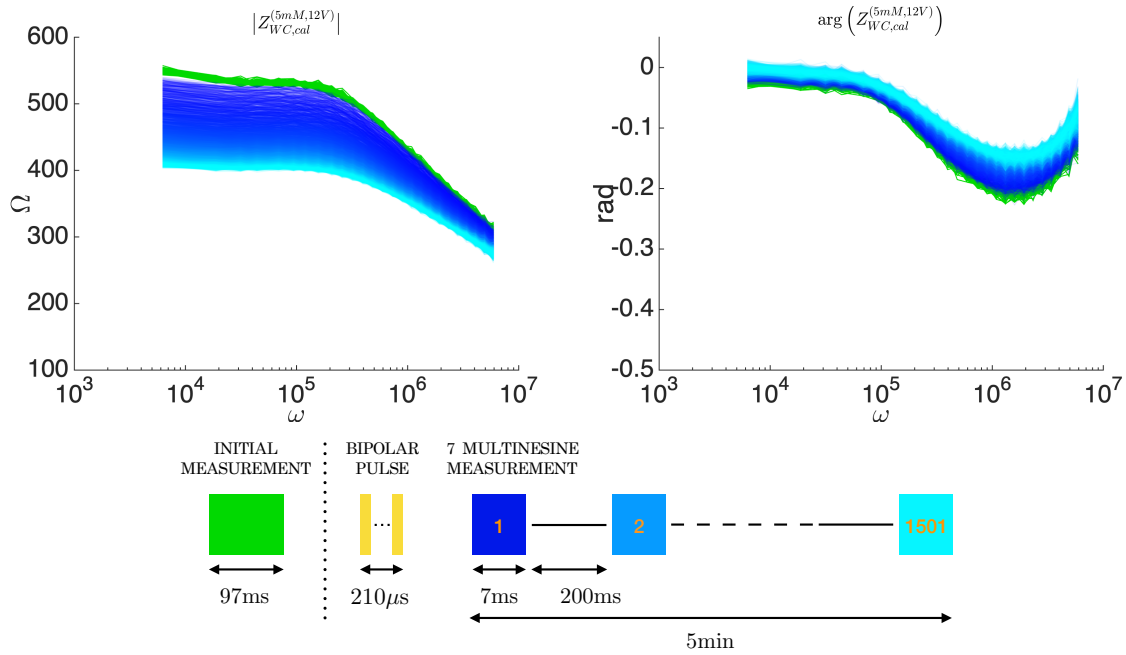 |Z_{WC,cal}^{(5mM,12V)}|
600
500
400
300
200
100
Ω
10^3 10^4 10^5 10^6 10^7
ω
arg (Z_{WC,cal}^{(5mM,12V)})
0
-0.1
-0.2
-0.3
-0.4
-0.5
rad
10^3 10^4 10^5 10^6 10^7
ω
INITIAL
MEASUREMENT
BIPOLAR
PULSE
7 MULTINESINE
MEASUREMENT
1 2 1501
97ms 210μs 7ms 200ms
5min